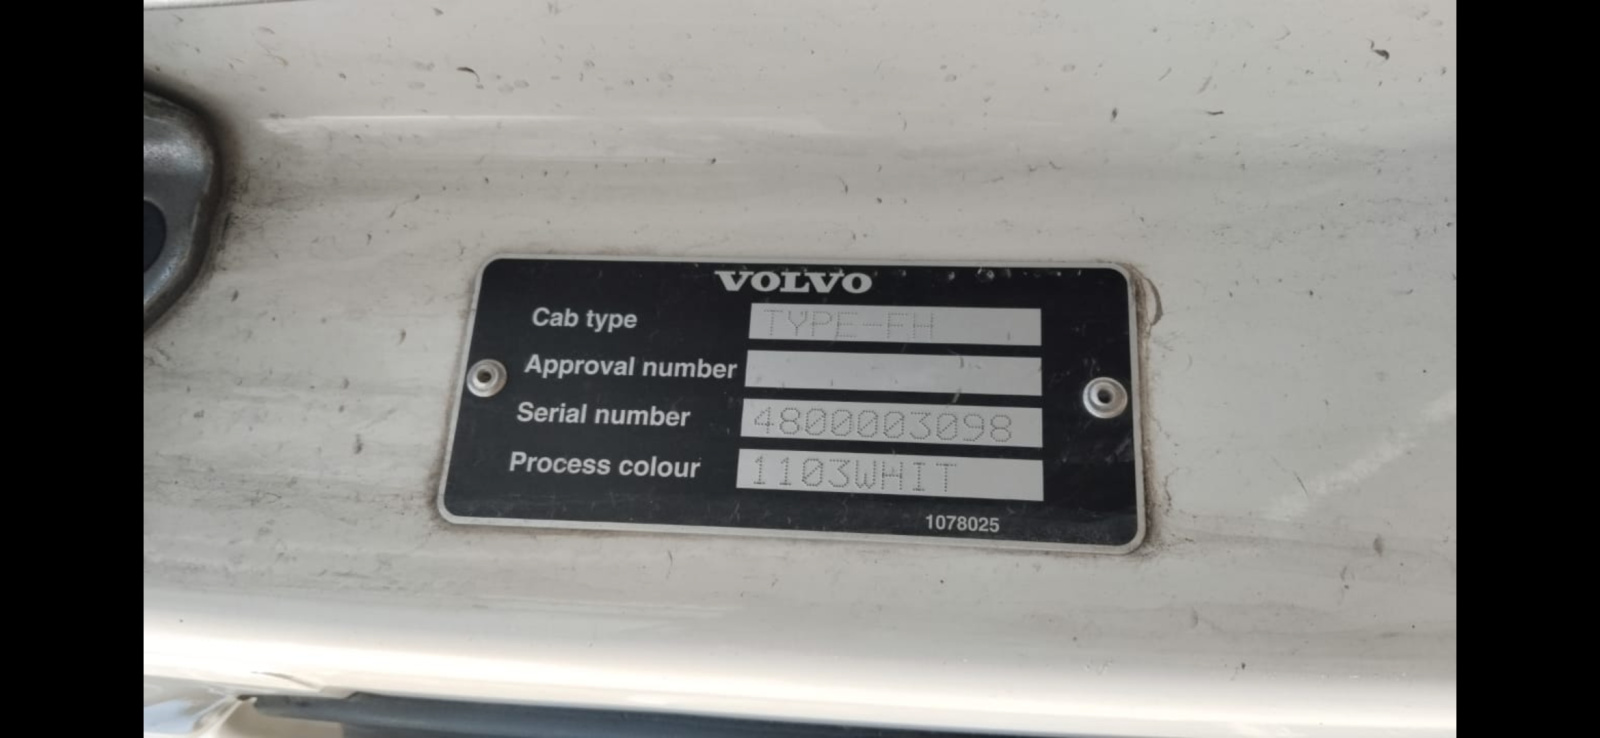 VOLVO
Cab type TYPE-FH
Approval number
Serial number 4800003098
Process colour 1103WHIT
1078025